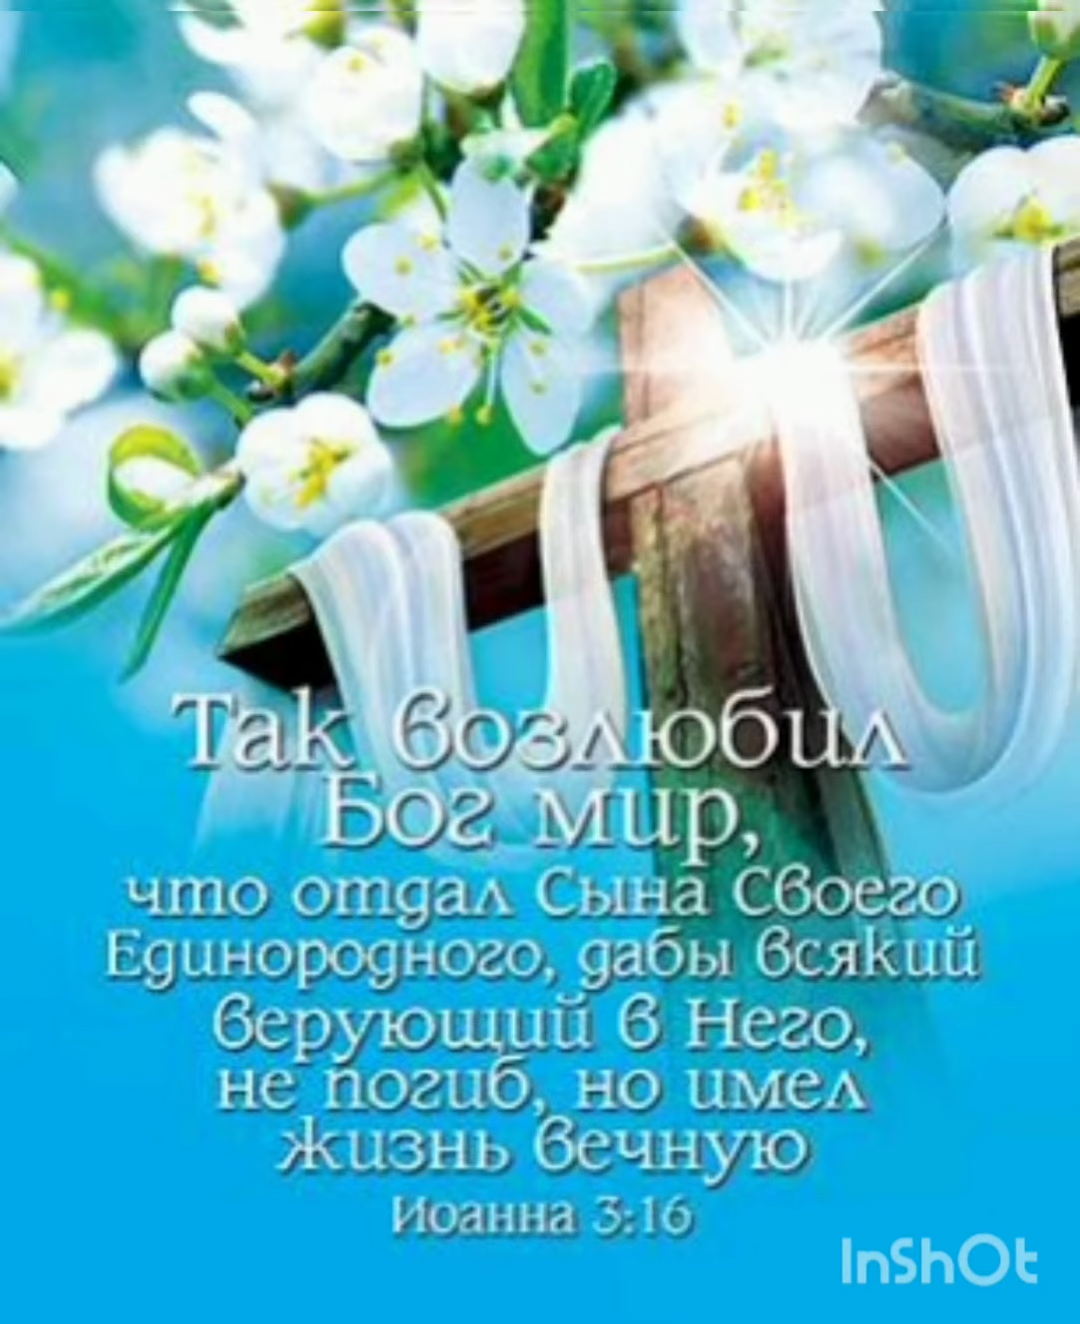 Так возлюбил
Бог мир,
что отдал Сына Своего
Единородного, дабы всякий
верующий в Него,
не погиб, но имел
жизнь вечную
Иоанна 3:16
InShOt